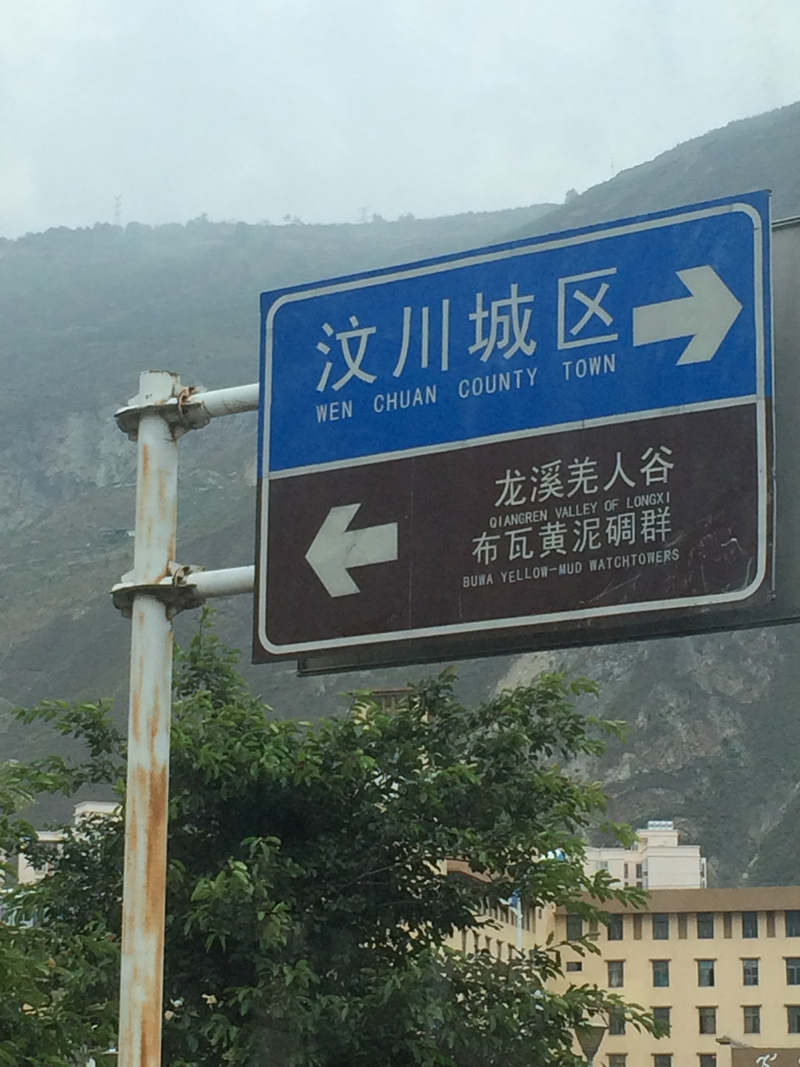 汶川城区
WEN CHUAN COUNTY TOWN
龙溪羌人谷
QIANGREN VALLEY OF LONGXI
布瓦黄泥碉群
BUWA YELLOW-MUD WATCHTOWERS